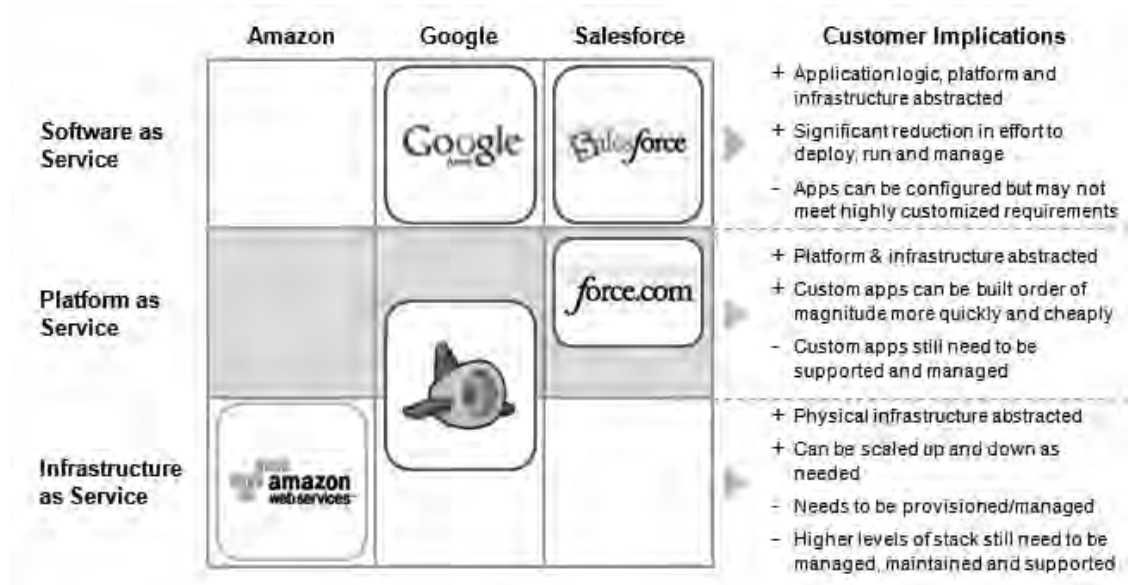 Amazon Google Salesforce Customer Implications
Software as
Service
Google
salesforce
+ Application logic, platform and
infrastructure abstracted
+ Significant reduction in effort to
deploy, run and manage
- Apps can be configured but may not
meet highly customized requirements
Platform as
Service
force.com
+ Platform & infrastructure abstracted
+ Custom apps can be built order of
magnitude more quickly and cheaply
- Custom apps still need to be
supported and managed
Infrastructure
as Service
amazon
webservices
+ Physical infrastructure abstracted
+ Can be scaled up and down as
needed
- Needs to be provisioned/managed
- Higher levels of stack still need to be
managed, maintained and supported